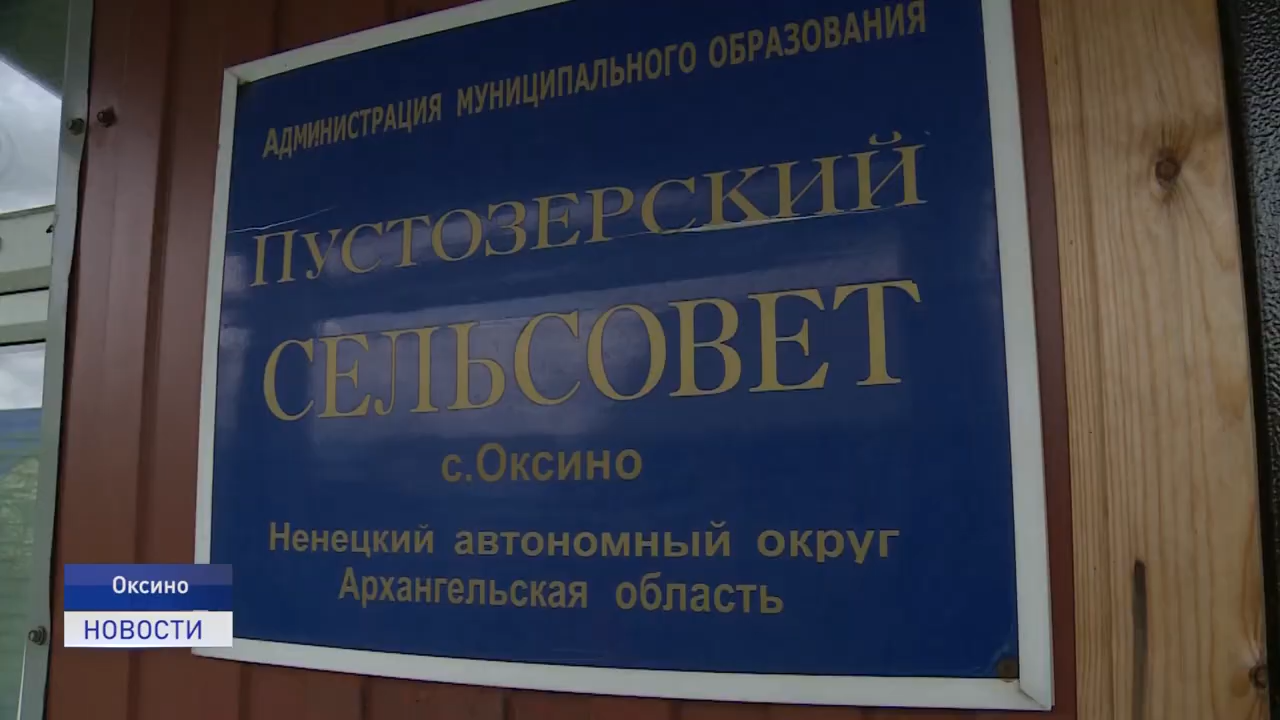 Администрация муниципального образования
Пустозерский
сельсовет
с.Оксино
Ненецкий автономный округ
Архангельская область
Оксино
НОВОСТИ